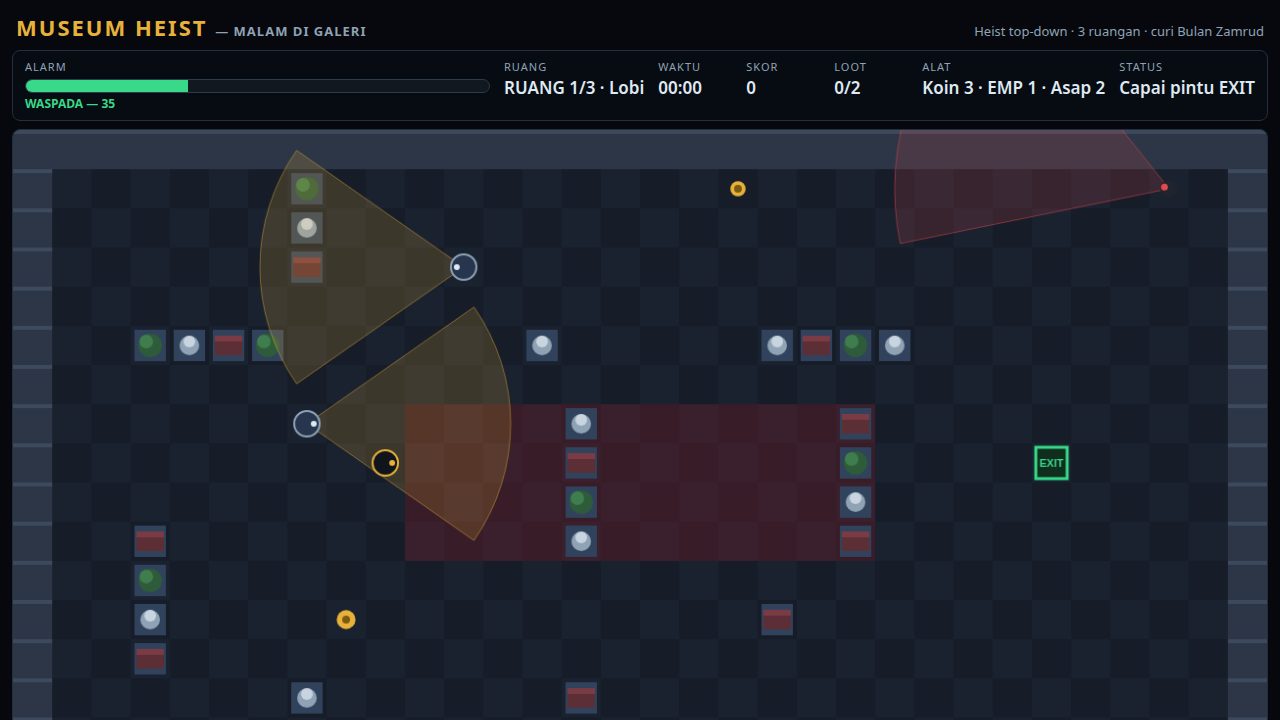 MUSEUM HEIST — MALAM DI GALERI
Heist top-down · 3 ruangan · curi Bulan Zamrud
ALARM
WASPADA — 35
RUANG
RUANG 1/3 · Lobi
WAKTU
00:00
SKOR
0
LOOT
0/2
ALAT
Koin 3 · EMP 1 · Asap 2
STATUS
Capai pintu EXIT
EXIT